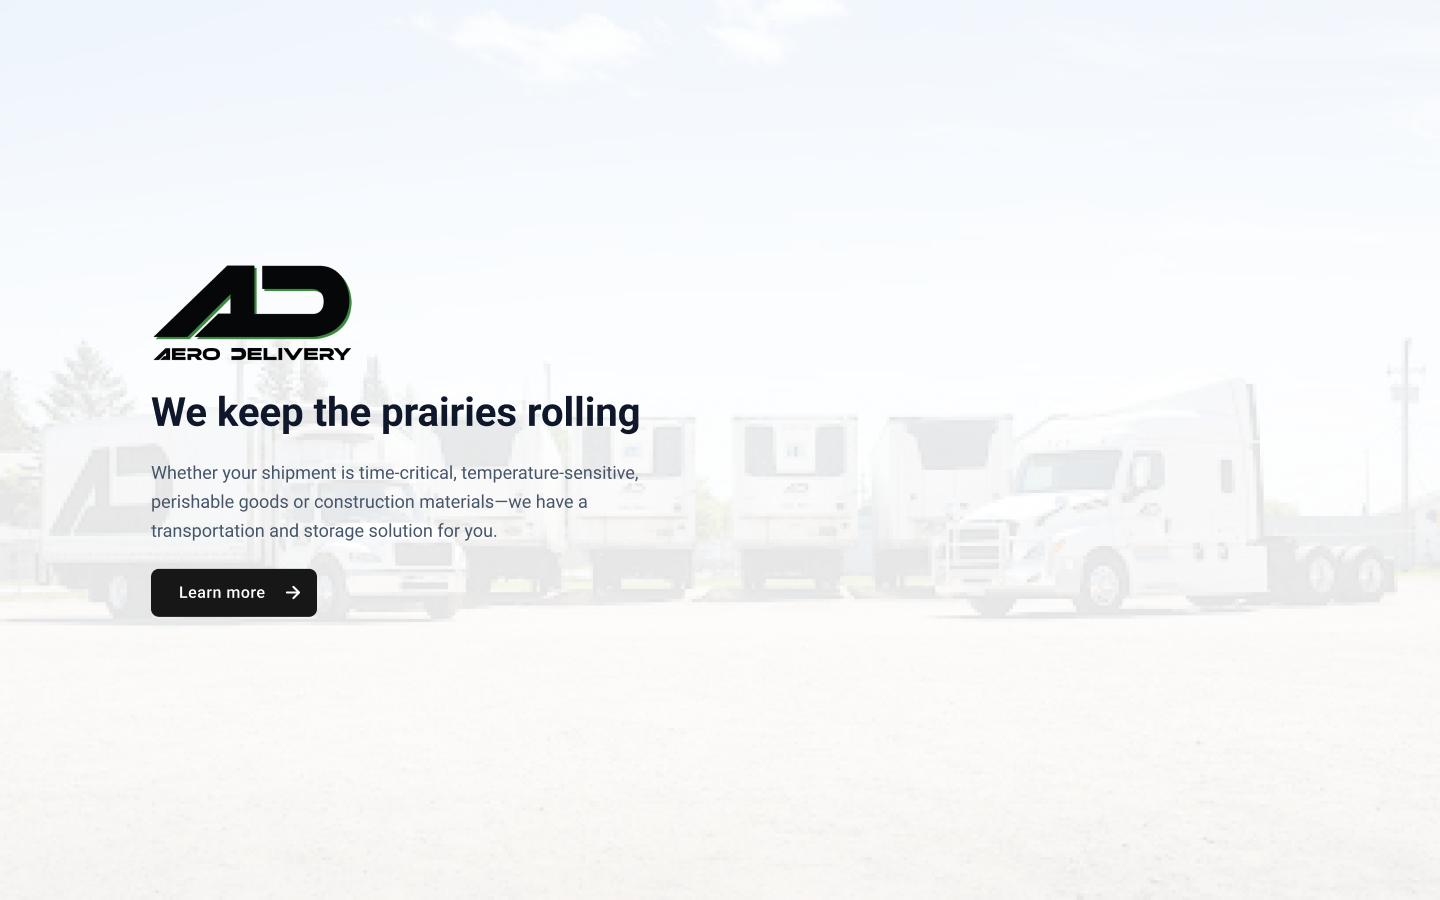 AERO DELIVERY
We keep the prairies rolling
Whether your shipment is time-critical, temperature-sensitive,
perishable goods or construction materials—we have a
transportation and storage solution for you.
Learn more